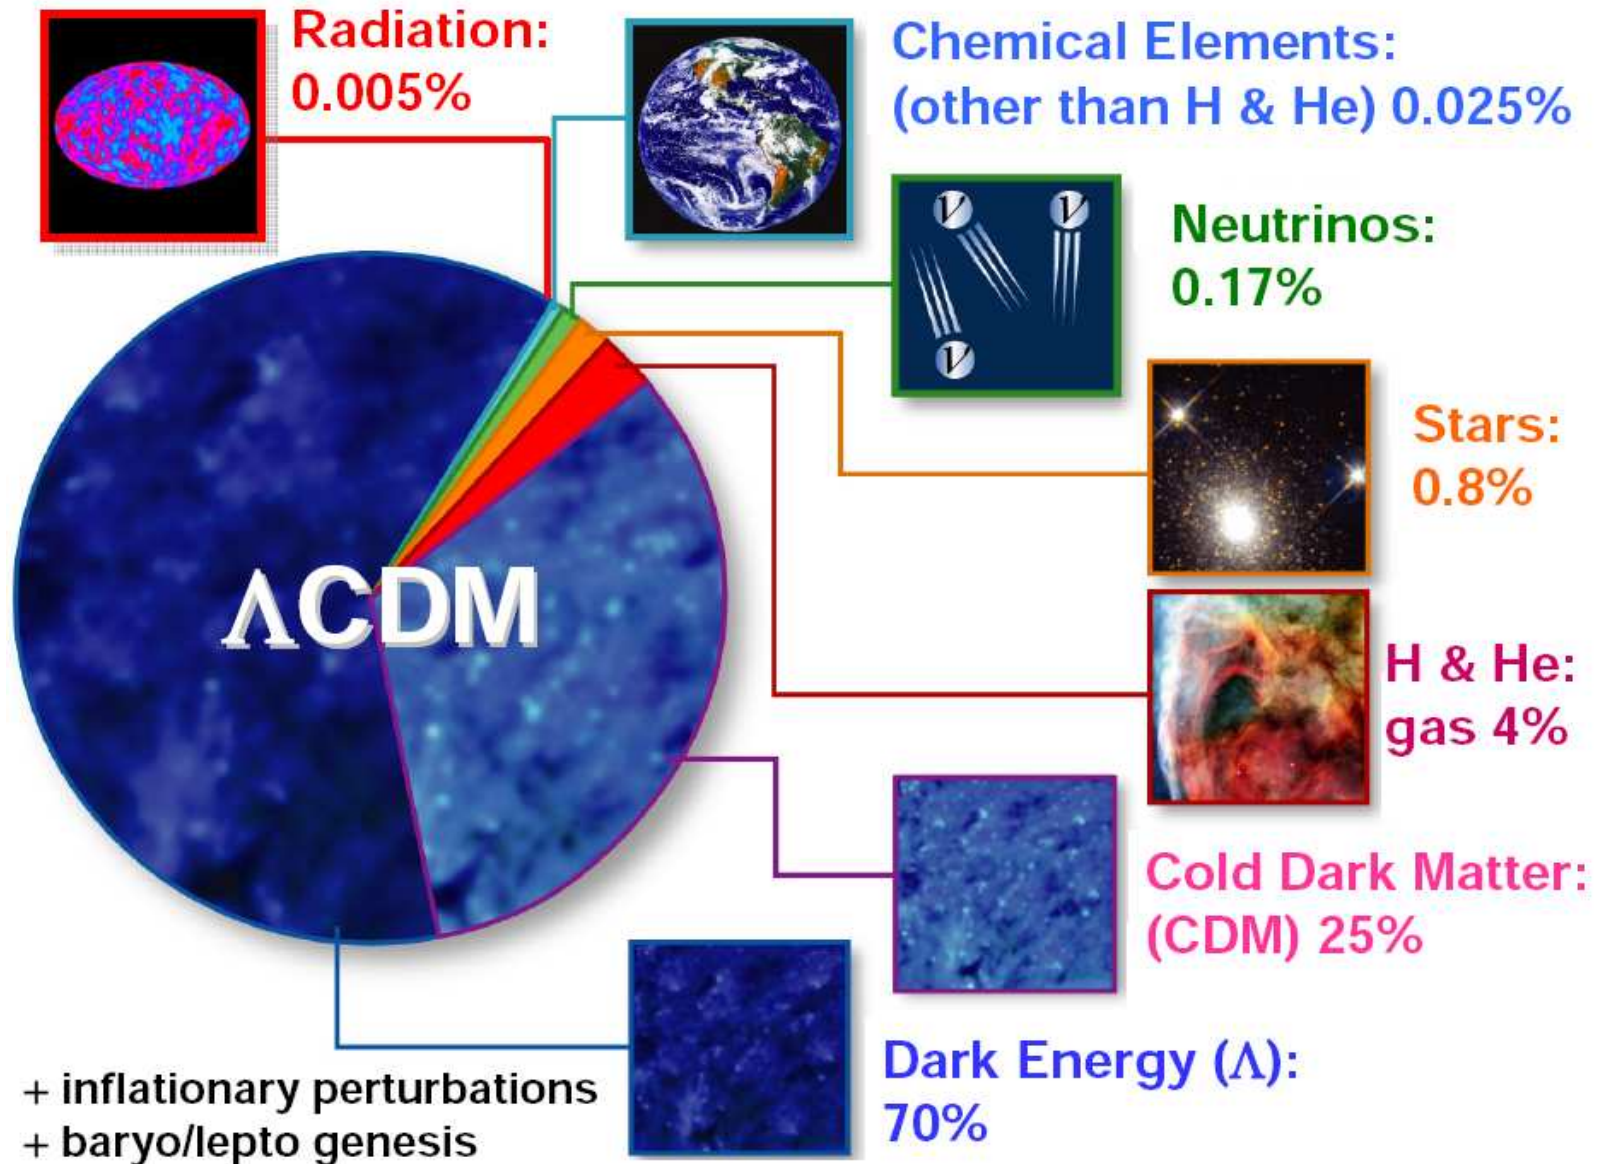 Radiation:
0.005%
Chemical Elements:
(other than H & He) 0.025%
ν ν
ν
Neutrinos:
0.17%
Stars:
0.8%
ΛCDM
H & He:
gas 4%
Cold Dark Matter:
(CDM) 25%
Dark Energy (Λ):
70%
+ inflationary perturbations
+ baryo/lepto genesis